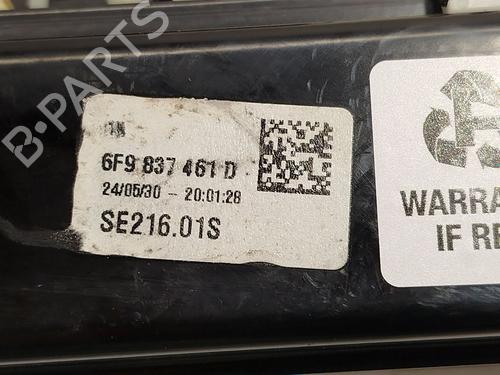 B-PARTS
6F9 837 461 D
24/05/30 - 20:01:28
SE216.01S
WARRA
IF RE